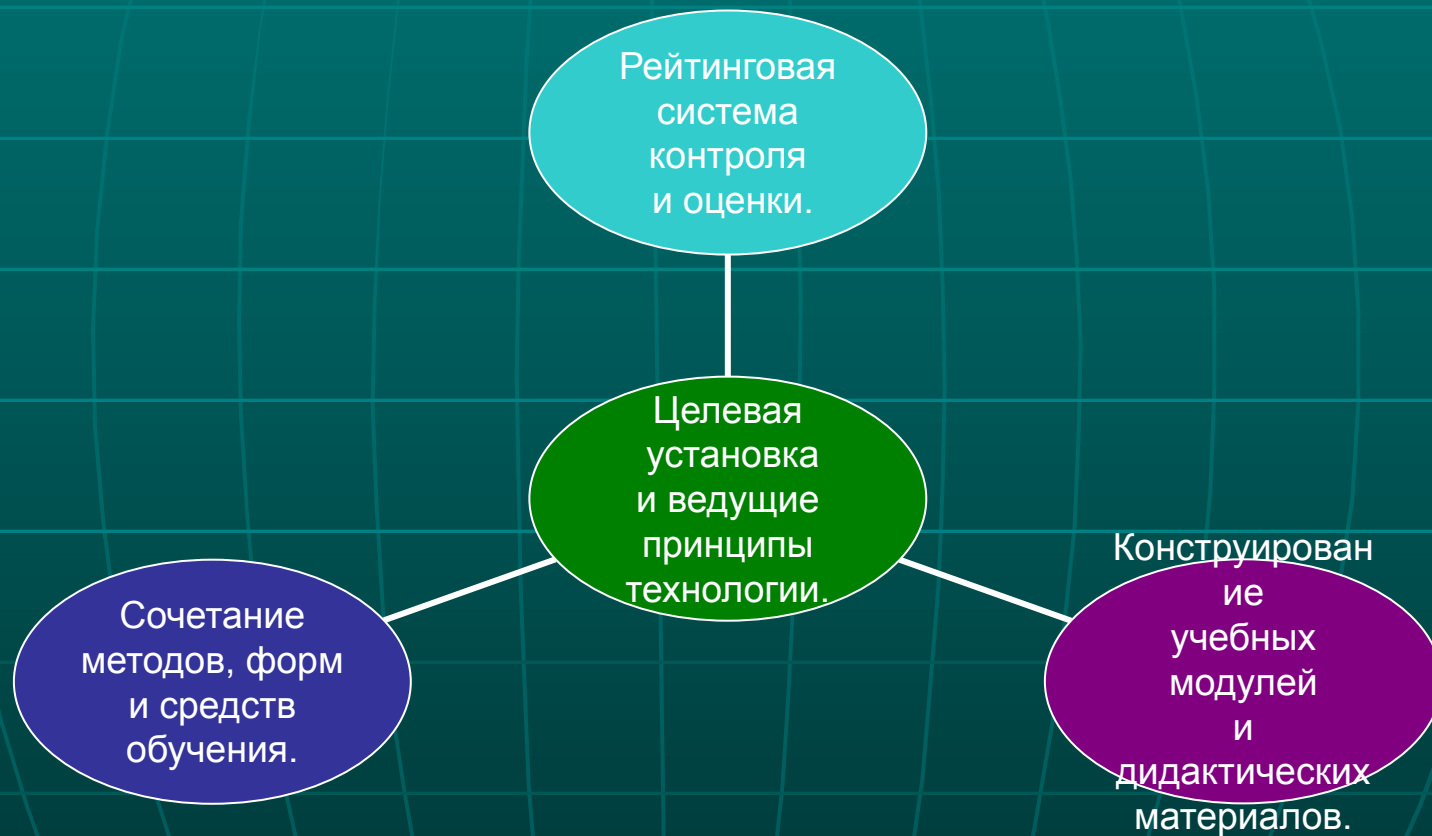 Рейтинговая
система
контроля
и оценки.
Целевая
установка
и ведущие
принципы
технологии.
Сочетание
методов, форм
и средств
обучения.
Конструирован
ие
учебных
модулей
и
дидактических
материалов.